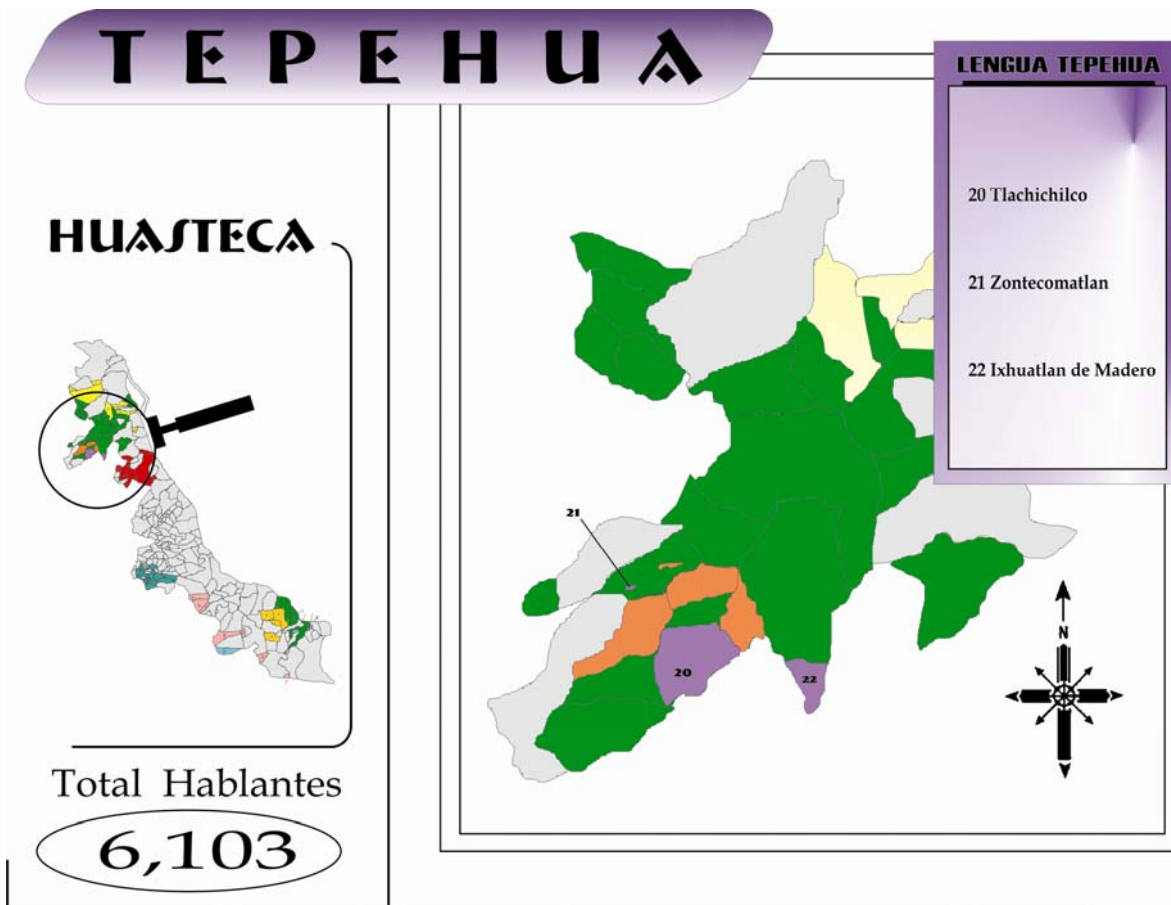 TEPEHUA
LENGUA TEPEHUA
20 Tlachichilco
21 Zontecomatlan
22 Ixhuatlan de Madero
HUASTECA
21
20
22
N
Total Hablantes
6,103